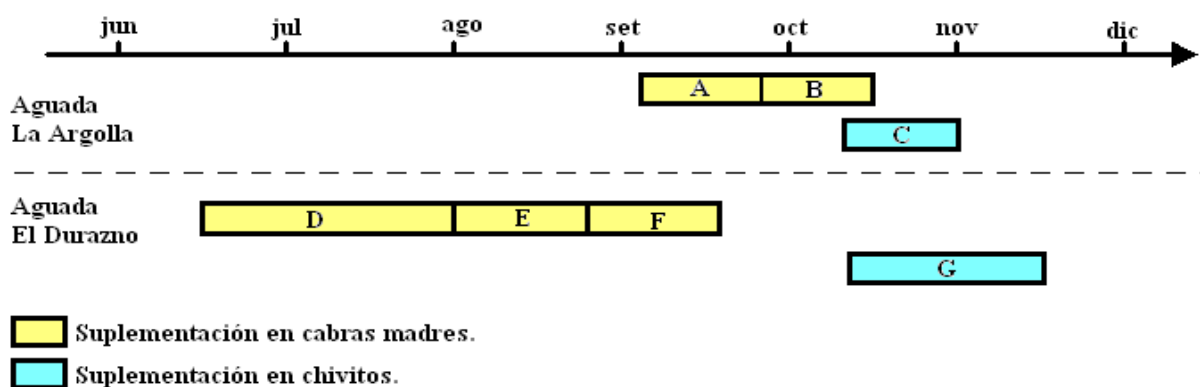 jun jul ago set oct nov dic
Aguada
La Argolla
A B
C
Aguada
El Durazno
D E F
G
Suplementación en cabras madres.
Suplementación en chivitos.